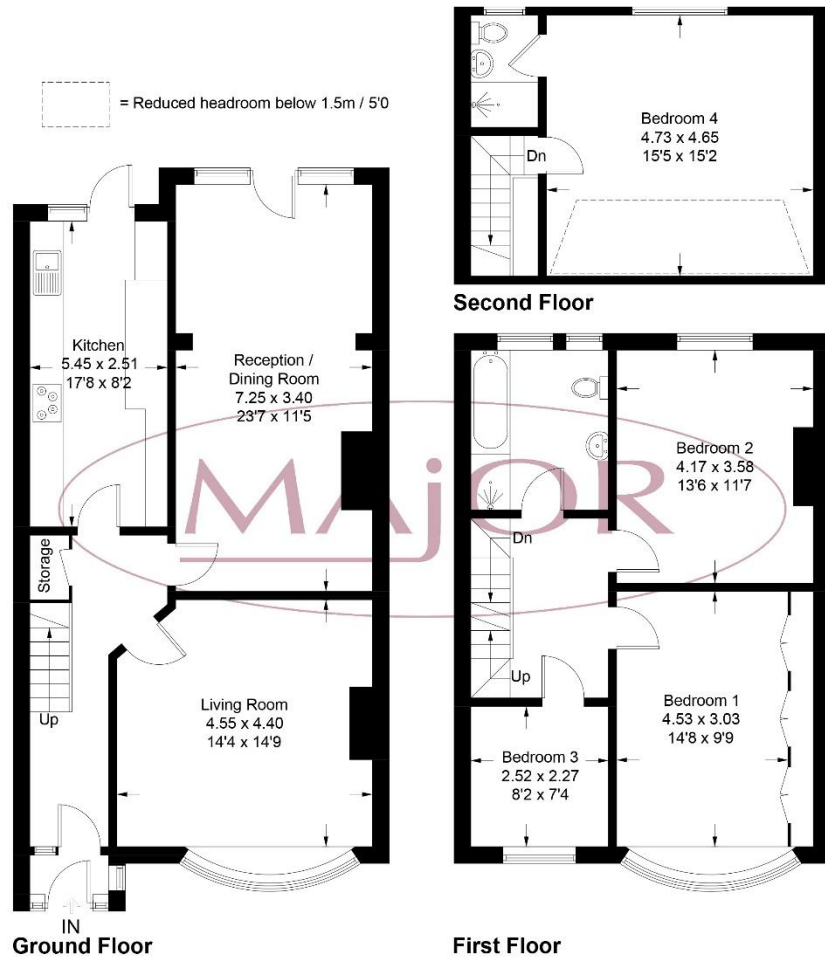 = Reduced headroom below 1.5m / 5'0
Bedroom 4
4.73 x 4.65
15'5 x 15'2
Dn
Second Floor
Kitchen
5.45 x 2.51
17'8 x 8'2
Reception /
Dining Room
7.25 x 3.40
23'7 x 11'5
Storage
Up
Living Room
4.55 x 4.40
14'4 x 14'9
IN
Ground Floor
Bedroom 2
4.17 x 3.58
13'6 x 11'7
Dn
Up
Bedroom 1
4.53 x 3.03
14'8 x 9'9
Bedroom 3
2.52 x 2.27
8'2 x 7'4
First Floor
MAjOR